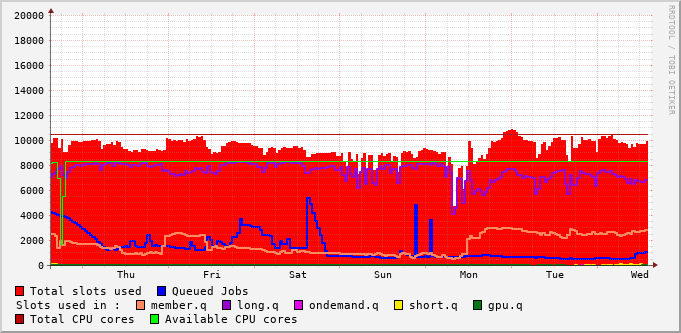 20000
18000
16000
14000
12000
10000
8000
6000
4000
2000
0
Thu Fri Sat Sun Mon Tue Wed
RRDTOOL / TOBI OETIKER
Total slots used Queued Jobs
Slots used in : member.q long.q ondemand.q short.q gpu.q
Total CPU cores Available CPU cores